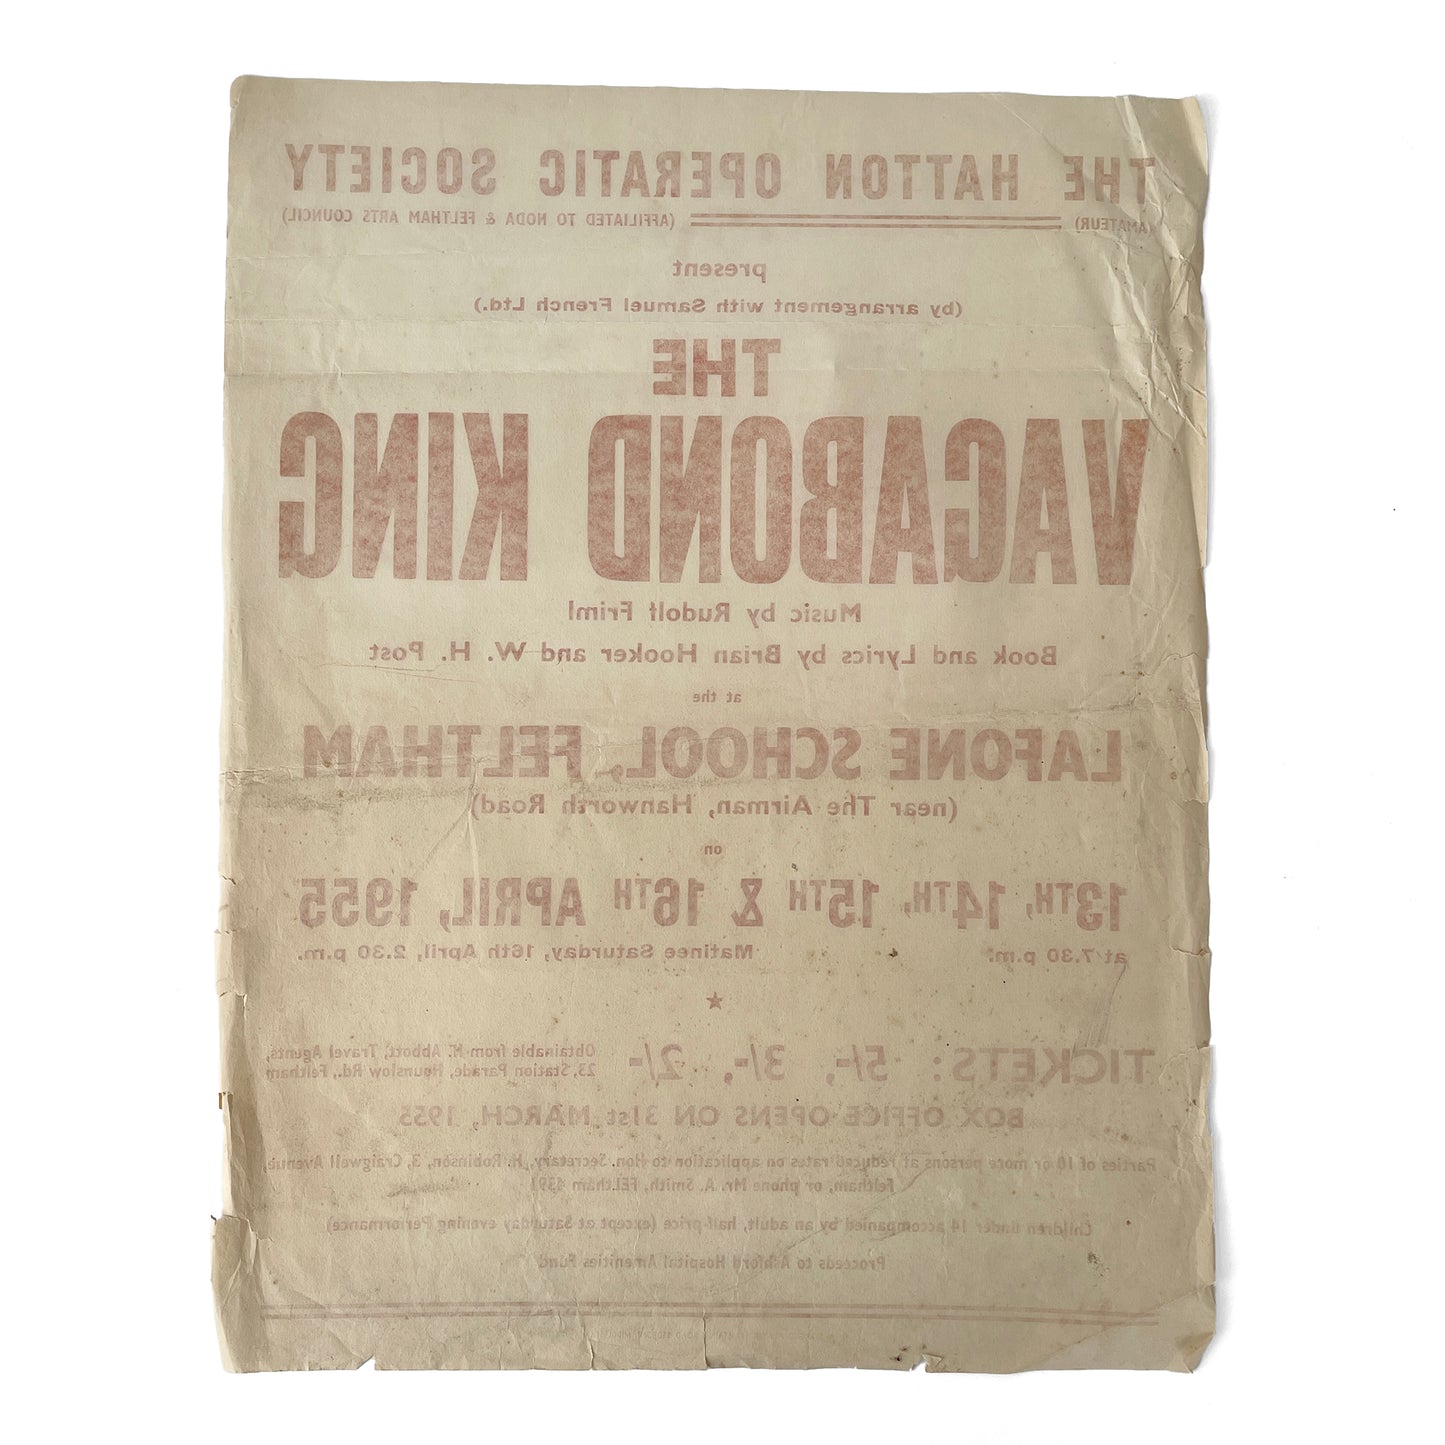 THE HATTON OPERATIC SOCIETY
(AMATEUR) (AFFILIATED TO NODA & FELTHAM ARTS COUNCIL)
present
(by arrangement with Samuel French Ltd.)
THE
VAGABOND KING
Music by Rudolf Friml
Book and Lyrics by Brian Hooker and W. H. Post
at the
LAFONE SCHOOL, FELTHAM
(near The Airman, Hanworth Road)
on
13TH, 14TH, 15TH & 16TH APRIL, 1955
at 7.30 p.m. Matinee Saturday, 16th April, 2.30 p.m.
TICKETS: 5/-, 3/-, 2/- Obtainable from N. Abbott, Travel Agunts,
23, Station Parade, Hounslow Rd., Feltham
BOX OFFICE OPENS ON 31st MARCH, 1955
Parties of 10 or more persons at reduced rates on application to Hon. Secretary, H. Robinson, 3, Craigwell Avenue,
Feltham, or phone Mr. A. Smith, FELtham 4391
Children under 14 accompanied by an adult, half-price (except at Saturday evening Performance)
Proceeds to Ashford Hospital Amenities Fund